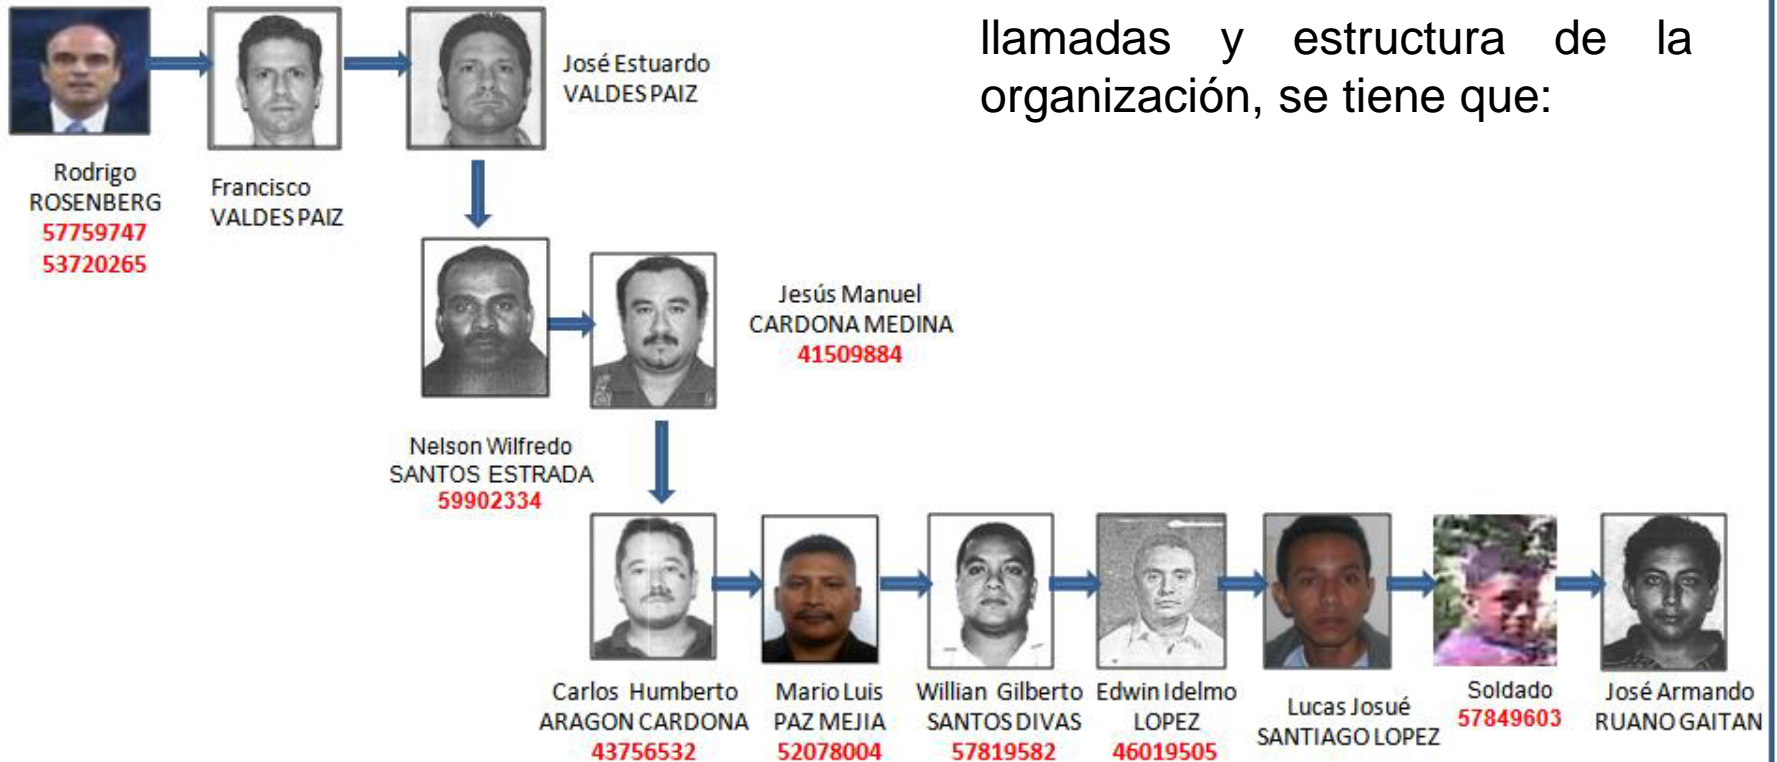 llamadas y estructura de la
organización, se tiene que:
José Estuardo
VALDES PAIZ
Rodrigo
ROSENBERG
57759747
53720265
Francisco
VALDES PAIZ
Jesús Manuel
CARDONA MEDINA
41509884
Nelson Wilfredo
SANTOS ESTRADA
59902334
Carlos Humberto
ARAGON CARDONA
43756532
Mario Luis
PAZ MEJIA
52078004
Willian Gilberto
SANTOS DIVAS
57819582
Edwin Idelmo
LOPEZ
46019505
Lucas Josué
SANTIAGO LOPEZ
Soldado
57849603
José Armando
RUANO GAITAN